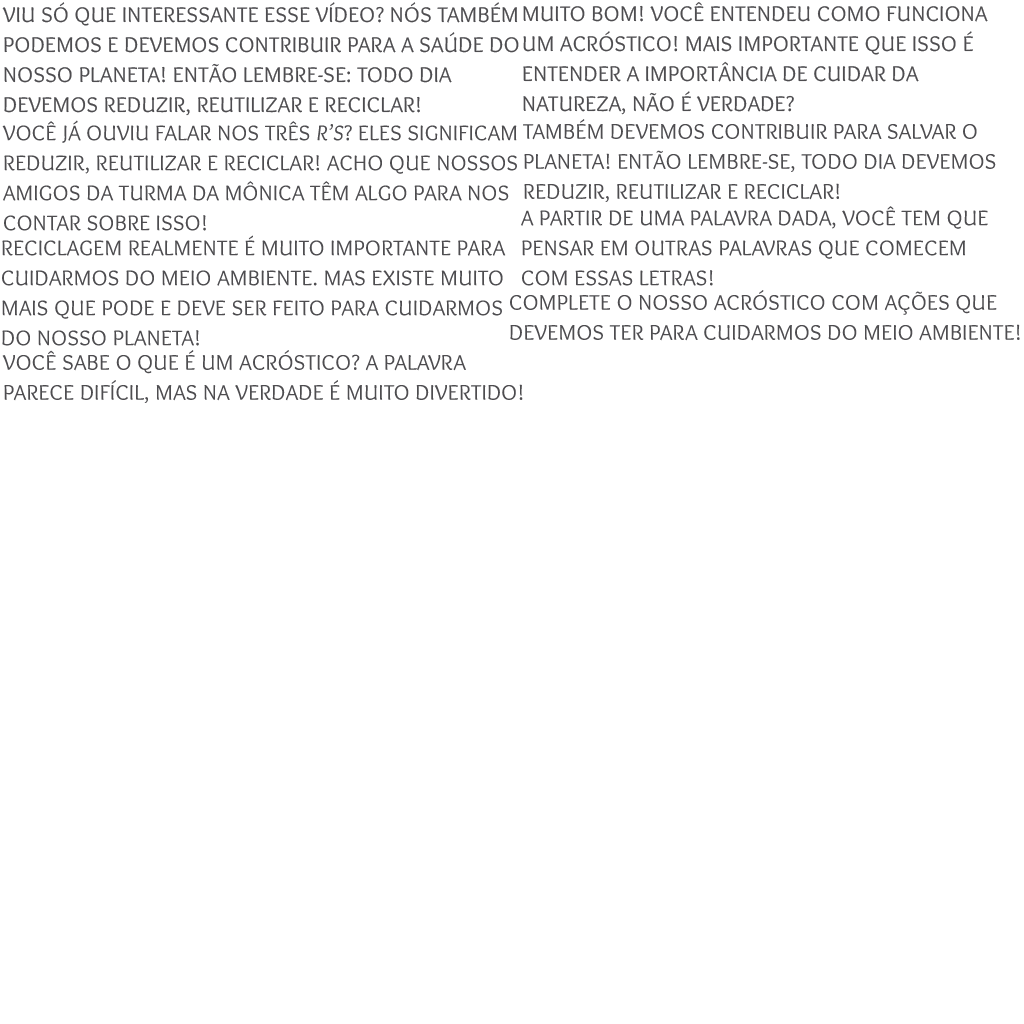 VIU SÓ QUE INTERESSANTE ESSE VÍDEO? NÓS TAMBÉM
PODEMOS E DEVEMOS CONTRIBUIR PARA A SAÚDE DO
NOSSO PLANETA! ENTÃO LEMBRE-SE: TODO DIA
DEVEMOS REDUZIR, REUTILIZAR E RECICLAR!
VOCÊ JÁ OUVIU FALAR NOS TRÊS R'S? ELES SIGNIFICAM
REDUZIR, REUTILIZAR E RECICLAR! ACHO QUE NOSSOS
AMIGOS DA TURMA DA MÔNICA TÊM ALGO PARA NOS
CONTAR SOBRE ISSO!
RECICLAGEM REALMENTE É MUITO IMPORTANTE PARA
CUIDARMOS DO MEIO AMBIENTE. MAS EXISTE MUITO
MAIS QUE PODE E DEVE SER FEITO PARA CUIDARMOS
DO NOSSO PLANETA!
VOCÊ SABE O QUE É UM ACRÓSTICO? A PALAVRA
PARECE DIFÍCIL, MAS NA VERDADE É MUITO DIVERTIDO!
MUITO BOM! VOCÊ ENTENDEU COMO FUNCIONA
UM ACRÓSTICO! MAIS IMPORTANTE QUE ISSO É
ENTENDER A IMPORTÂNCIA DE CUIDAR DA
NATUREZA, NÃO É VERDADE?
TAMBÉM DEVEMOS CONTRIBUIR PARA SALVAR O
PLANETA! ENTÃO LEMBRE-SE, TODO DIA DEVEMOS
REDUZIR, REUTILIZAR E RECICLAR!
A PARTIR DE UMA PALAVRA DADA, VOCÊ TEM QUE
PENSAR EM OUTRAS PALAVRAS QUE COMECEM
COM ESSAS LETRAS!
COMPLETE O NOSSO ACRÓSTICO COM AÇÕES QUE
DEVEMOS TER PARA CUIDARMOS DO MEIO AMBIENTE!